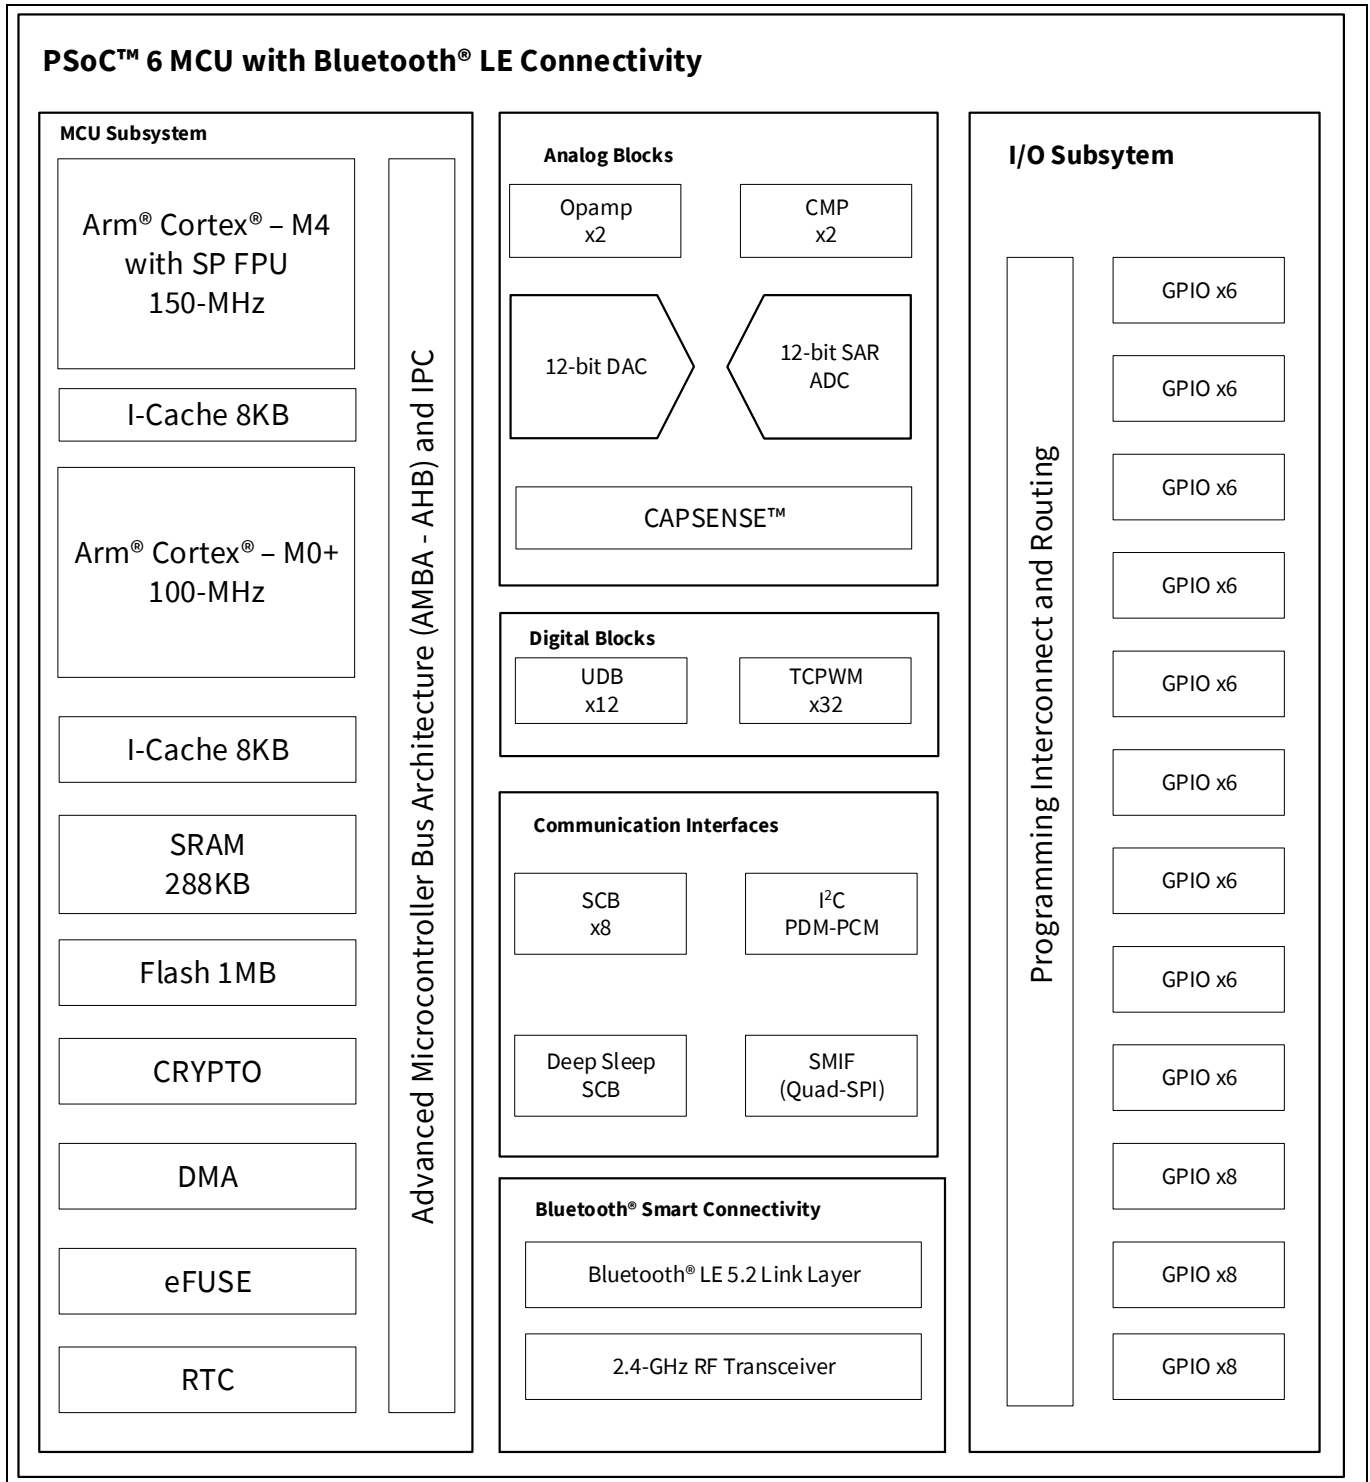 PSoC™ 6 MCU with Bluetooth® LE Connectivity
MCU Subsystem
Arm® Cortex® – M4
with SP FPU
150-MHz
I-Cache 8KB
Arm® Cortex® – M0+
100-MHz
I-Cache 8KB
SRAM
288KB
Flash 1MB
CRYPTO
DMA
eFUSE
RTC
Advanced Microcontroller Bus Architecture (AMBA - AHB) and IPC
Analog Blocks
Opamp
x2
CMP
x2
12-bit DAC
12-bit SAR
ADC
CAPSENSE™
Digital Blocks
UDB
x12
TCPWM
x32
Communication Interfaces
SCB
x8
I²C
PDM-PCM
Deep Sleep
SCB
SMIF
(Quad-SPI)
Bluetooth® Smart Connectivity
Bluetooth® LE 5.2 Link Layer
2.4-GHz RF Transceiver
I/O Subsytem
Programming Interconnect and Routing
GPIO x6
GPIO x6
GPIO x6
GPIO x6
GPIO x6
GPIO x6
GPIO x6
GPIO x6
GPIO x6
GPIO x8
GPIO x8
GPIO x8